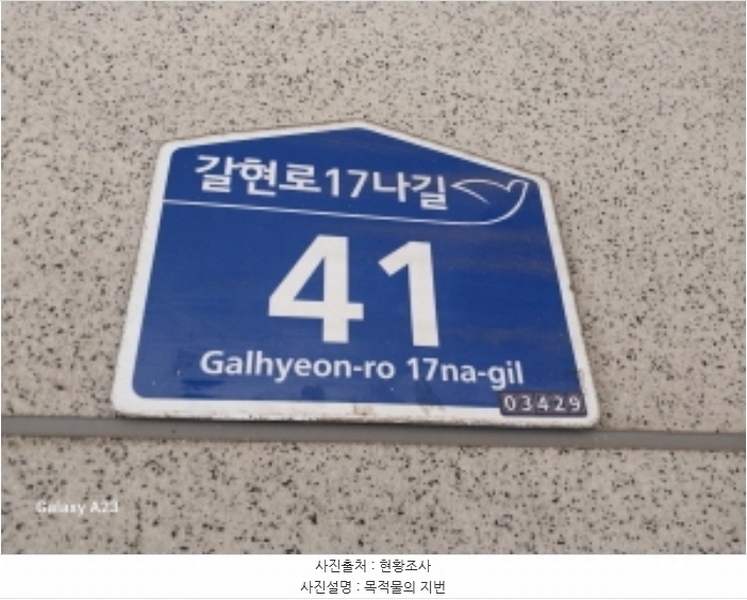 갈현로17나길
41
Galhyeon-ro 17na-gil
03429
Galaxy A23
사진출처 : 현황조사
사진설명 : 목적물의 지번